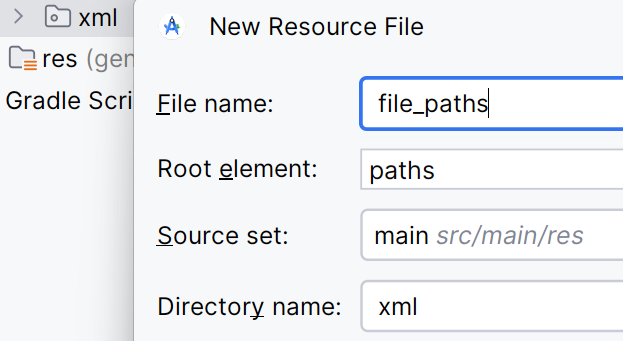 xml
New Resource File
res (gen
Gradle Scri
File name:
file_paths
Root element:
paths
Source set:
main src/main/res
Directory name:
xml